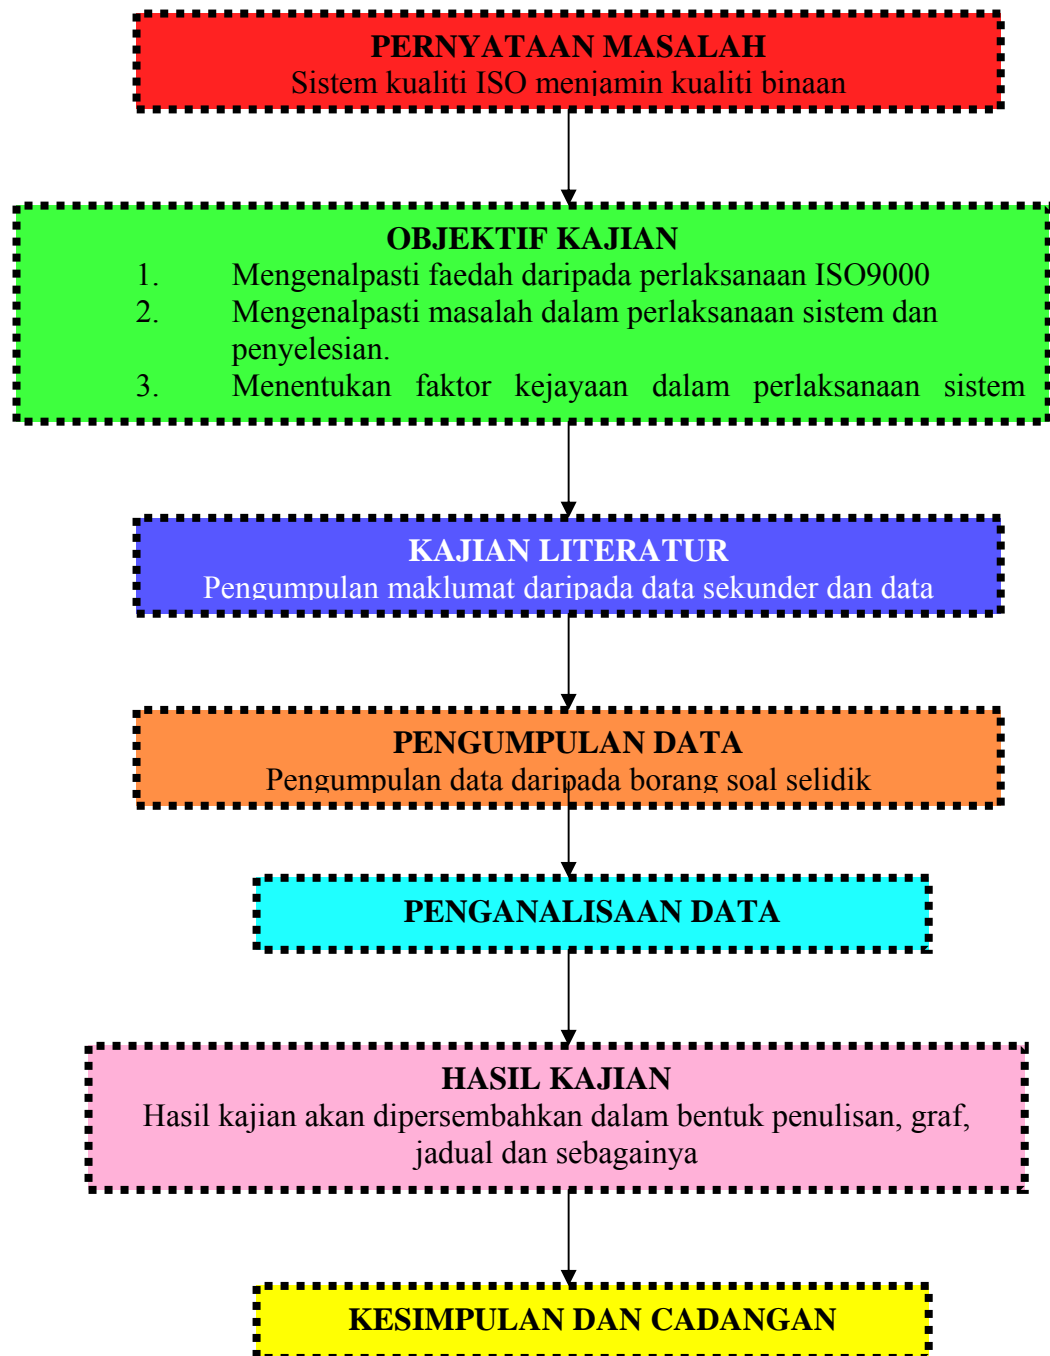 PERNYATAAN MASALAH
Sistem kualiti ISO menjamin kualiti binaan
OBJEKTIF KAJIAN
1. Mengenalpasti faedah daripada perlaksanaan ISO9000
2. Mengenalpasti masalah dalam perlaksanaan sistem dan
penyelesian.
3. Menentukan faktor kejayaan dalam perlaksanaan sistem
KAJIAN LITERATUR
Pengumpulan maklumat daripada data sekunder dan data
PENGUMPULAN DATA
Pengumpulan data daripada borang soal selidik
PENGANALISAAN DATA
HASIL KAJIAN
Hasil kajian akan dipersembahkan dalam bentuk penulisan, graf,
jadual dan sebagainya
KESIMPULAN DAN CADANGAN